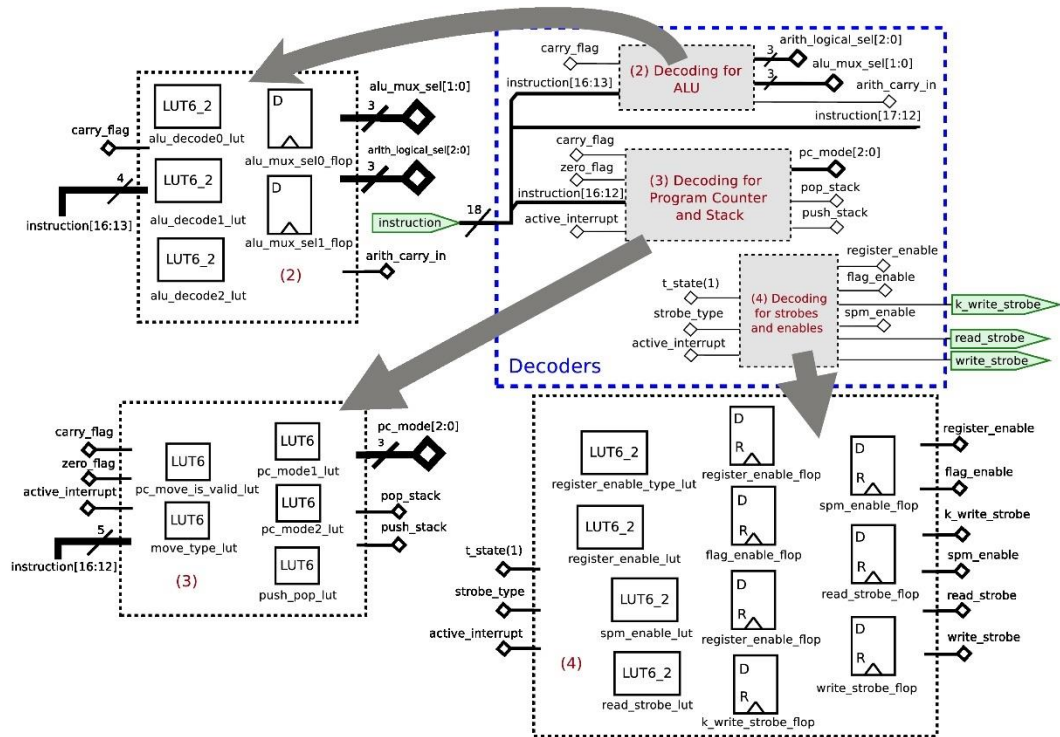 carry_flag
LUT6_2
alu_decode0_lut
D
alu_mux_sel0_flop
4
LUT6_2
alu_decode1_lut
instruction[16:13]
D
alu_mux_sel1_flop
LUT6_2
alu_decode2_lut
(2)
3
alu_mux_sel[1:0]
3
arith_logical_sel[2:0]
arith_carry_in
instruction
18
carry_flag
instruction[16:13]
(2) Decoding for
ALU
arith_logical_sel[2:0]
3
alu_mux_sel[1:0]
3
arith_carry_in
instruction[17:12]
carry_flag
zero_flag
instruction[16:12]
active_interrupt
(3) Decoding for
Program Counter
and Stack
pc_mode[2:0]
pop_stack
push_stack
t_state(1)
strobe_type
active_interrupt
(4) Decoding
for strobes
and enables
register_enable
flag_enable
k_write_strobe
spm_enable
read_strobe
write_strobe
Decoders
carry_flag
zero_flag
active_interrupt
5
instruction[16:12]
LUT6
pc_move_is_valid_lut
LUT6
move_type_lut
(3)
LUT6
pc_mode1_lut
LUT6
pc_mode2_lut
LUT6
push_pop_lut
pc_mode[2:0]
3
pop_stack
push_stack
t_state(1)
strobe_type
active_interrupt
LUT6_2
register_enable_type_lut
LUT6_2
register_enable_lut
LUT6_2
spm_enable_lut
LUT6_2
read_strobe_lut
(4)
D
R
register_enable_flop
D
R
flag_enable_flop
D
R
register_enable_flop
D
R
k_write_strobe_flop
D
R
spm_enable_flop
D
R
read_strobe_flop
D
R
write_strobe_flop
register_enable
flag_enable
k_write_strobe
spm_enable
read_strobe
write_strobe